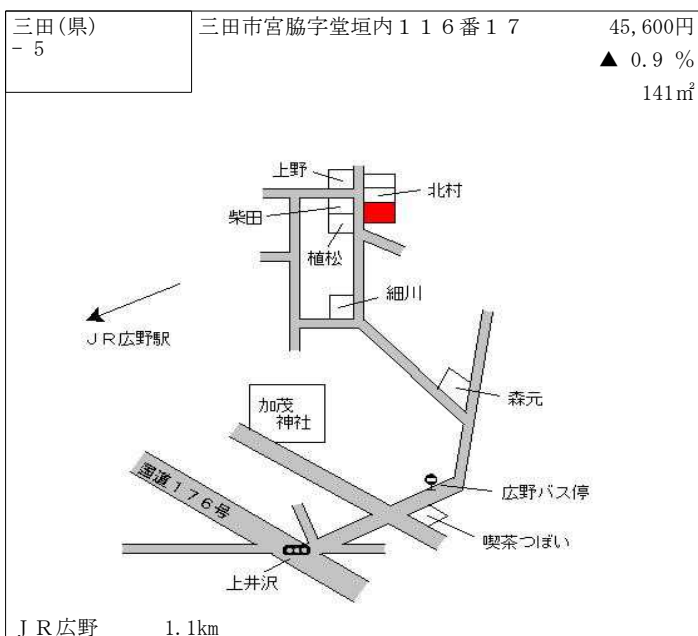 三田(県)
－ 5
三田市宮脇字堂垣内１１６番１７
45,600円
▲ 0.9 %
141㎡
上野
北村
柴田
植松
細川
ＪＲ広野駅
森元
加茂
神社
国道１７６号
広野バス停
喫茶つぼい
上井沢
ＪＲ広野 1.1km